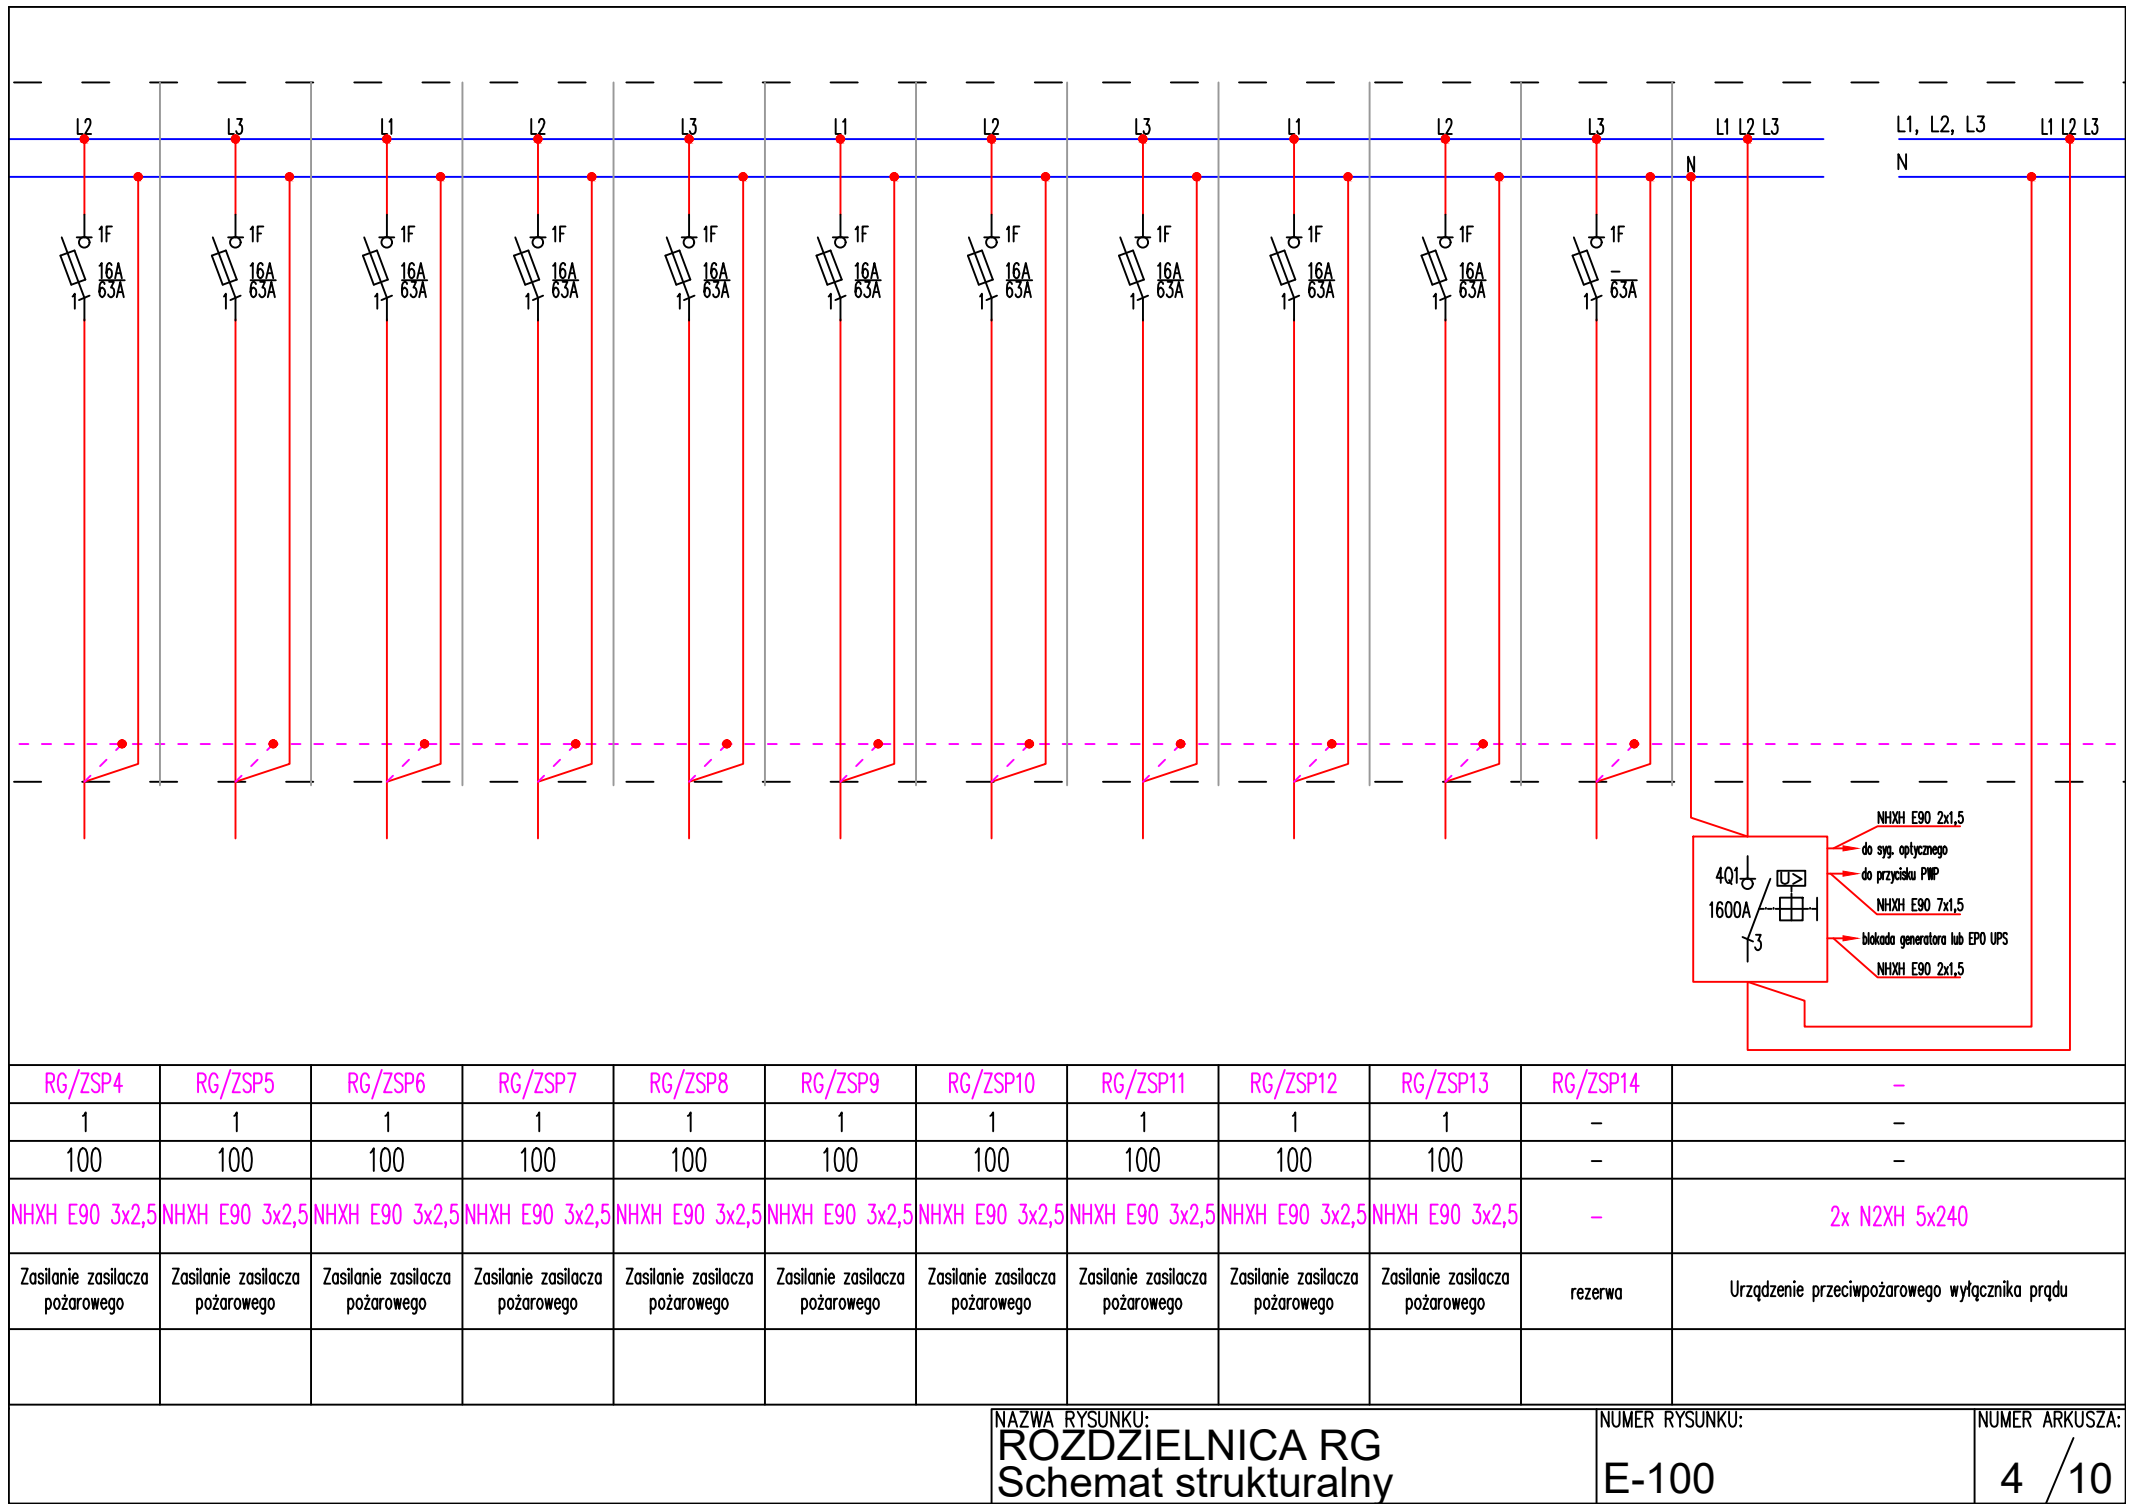 L2 L3 L1 L2 L3 L1 L2 L3 L1 L2 L3 L1 L2 L3 L1, L2, L3 L1 L2 L3
N N
1F 1F 1F 1F 1F 1F 1F 1F 1F 1F 1F
16A 16A 16A 16A 16A 16A 16A 16A 16A 16A –
63A 63A 63A 63A 63A 63A 63A 63A 63A 63A 63A
1 1 1 1 1 1 1 1 1 1 1
NHXH E90 2x1,5
do syg. optycznego
4Q1 U> do przycisku PWP
1600A NHXH E90 7x1,5
3 blokada generatora lub EPO UPS
NHXH E90 2x1,5
RG/ZSP4 RG/ZSP5 RG/ZSP6 RG/ZSP7 RG/ZSP8 RG/ZSP9 RG/ZSP10 RG/ZSP11 RG/ZSP12 RG/ZSP13 RG/ZSP14 –
1 1 1 1 1 1 1 1 1 1 – –
100 100 100 100 100 100 100 100 100 100 – –
NHXH E90 3x2,5 NHXH E90 3x2,5 NHXH E90 3x2,5 NHXH E90 3x2,5 NHXH E90 3x2,5 NHXH E90 3x2,5 NHXH E90 3x2,5 NHXH E90 3x2,5 NHXH E90 3x2,5 NHXH E90 3x2,5 – 2x N2XH 5x240
Zasilanie zasilacza Zasilanie zasilacza Zasilanie zasilacza Zasilanie zasilacza Zasilanie zasilacza Zasilanie zasilacza Zasilanie zasilacza Zasilanie zasilacza Zasilanie zasilacza Zasilanie zasilacza
pożarowego pożarowego pożarowego pożarowego pożarowego pożarowego pożarowego pożarowego pożarowego pożarowego rezerwa Urządzenie przeciwpożarowego wyłącznika prądu
NAZWA RYSUNKU: NUMER RYSUNKU: NUMER ARKUSZA:
ROZDZIELNICA RG
Schemat strukturalny E-100 4 / 10